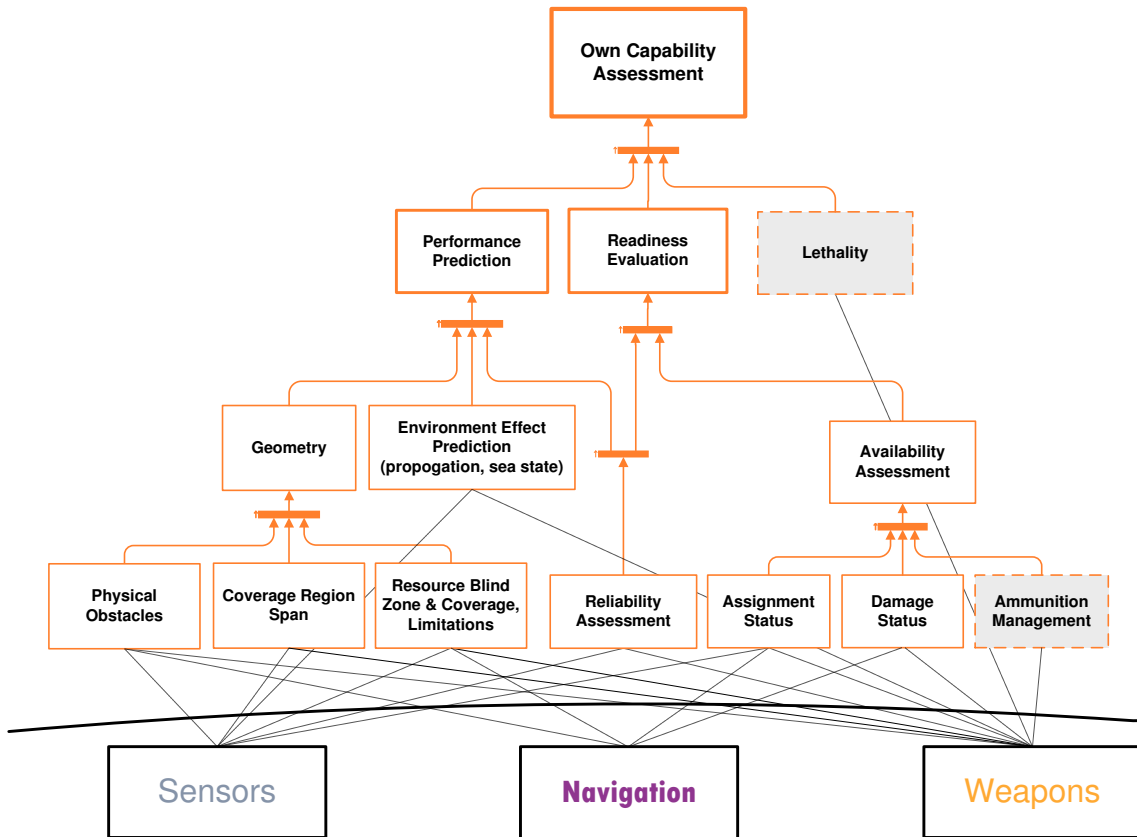 Own Capability
Assessment
†
Performance
Prediction
Readiness
Evaluation
Lethality
†
†
Geometry
Environment Effect
Prediction
(propogation, sea state)
†
Availability
Assessment
†
†
Physical
Obstacles
Coverage Region
Span
Resource Blind
Zone & Coverage,
Limitations
Reliability
Assessment
Assignment
Status
Damage
Status
Ammunition
Management
Sensors
Navigation
Weapons